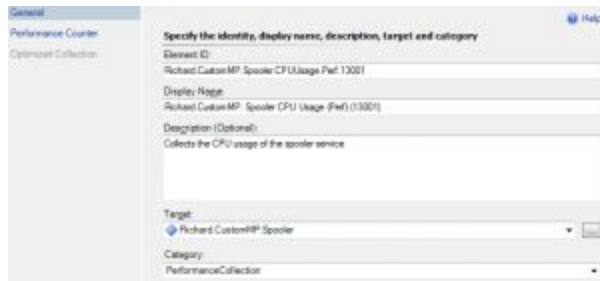 General
Help
Performance Counter
Optimized Collection
Specify the identity, display name, description, target and category
Element ID:
Richard.CustomMP.Spooler.CPUUsage.Perf.13001
Display Name:
Richard.CustomMP. Spooler CPU Usage (Perf) (13001)
Description (Optional):
Collects the CPU usage of the spooler service
Target:
Richard.CustomMP.Spooler
...
Category:
PerformanceCollection